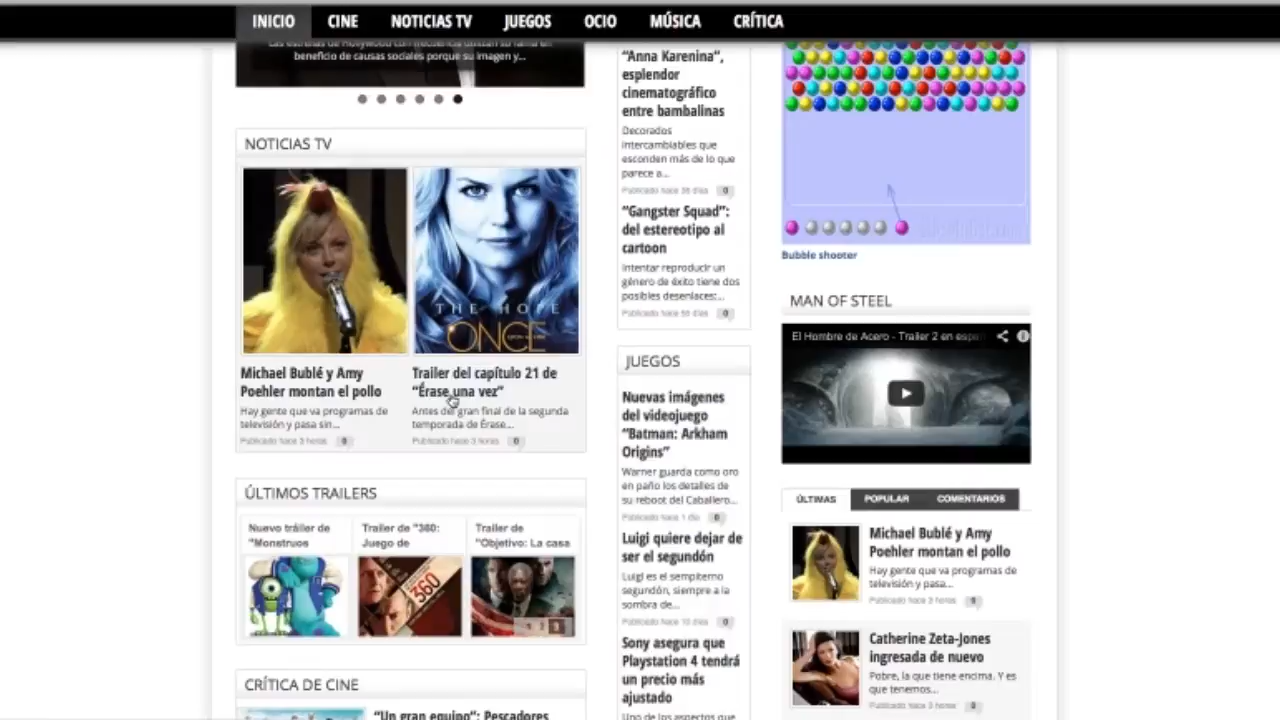 INICIO CINE NOTICIAS TV JUEGOS OCIO MÚSICA CRÍTICA
beneficio de causas sociales porque su imagen y...
NOTICIAS TV
THE HOPE
ONCE
Michael Bublé y Amy
Poehler montan el pollo
Hay gente que va programas de
televisión y pasa sin...
Publicado hace 3 horas 0
Trailer del capítulo 21 de
“Érase una vez”
Antes del gran final de la segunda
temporada de Érase...
Publicado hace 3 horas 0
ÚLTIMOS TRAILERS
Nuevo tráiler de
"Monstruos
Trailer de "360:
Juego de
360
Trailer de
"Objetivo: La casa
CRÍTICA DE CINE
“Un gran equipo”: Pescadores
“Anna Karenina”,
esplendor
cinematográfico
entre bambalinas
Decorados
intercambiables que
esconden más de lo que
parece a...
Publicado hace 0
“Gangster Squad”:
del estereotipo al
cartoon
Intentar reproducir un
género de éxito tiene dos
posibles desenlaces:...
Publicado hace 0
JUEGOS
Nuevas imágenes
del videojuego
“Batman: Arkham
Origins”
Warner guarda como oro
en paño los detalles de
su reboot del Caballero...
Publicado hace 1 día 0
Luigi quiere dejar de
ser el segundón
Luigi es el sempiterno
segundón, siempre a la
sombra de...
Publicado hace 10 días 0
Sony asegura que
Playstation 4 tendrá
un precio más
ajustado
Uno de los aspectos que
Bubble shooter
MAN OF STEEL
El Hombre de Acero - Trailer 2 en
ÚLTIMAS POPULAR COMENTARIOS
Michael Bublé y Amy
Poehler montan el pollo
Hay gente que va programas de
televisión y pasa...
Publicado hace 3 horas 0
Catherine Zeta-Jones
ingresada de nuevo
Pobre, la que tiene encima. Y es
que tenemos...
Publicado hace 3 horas 0